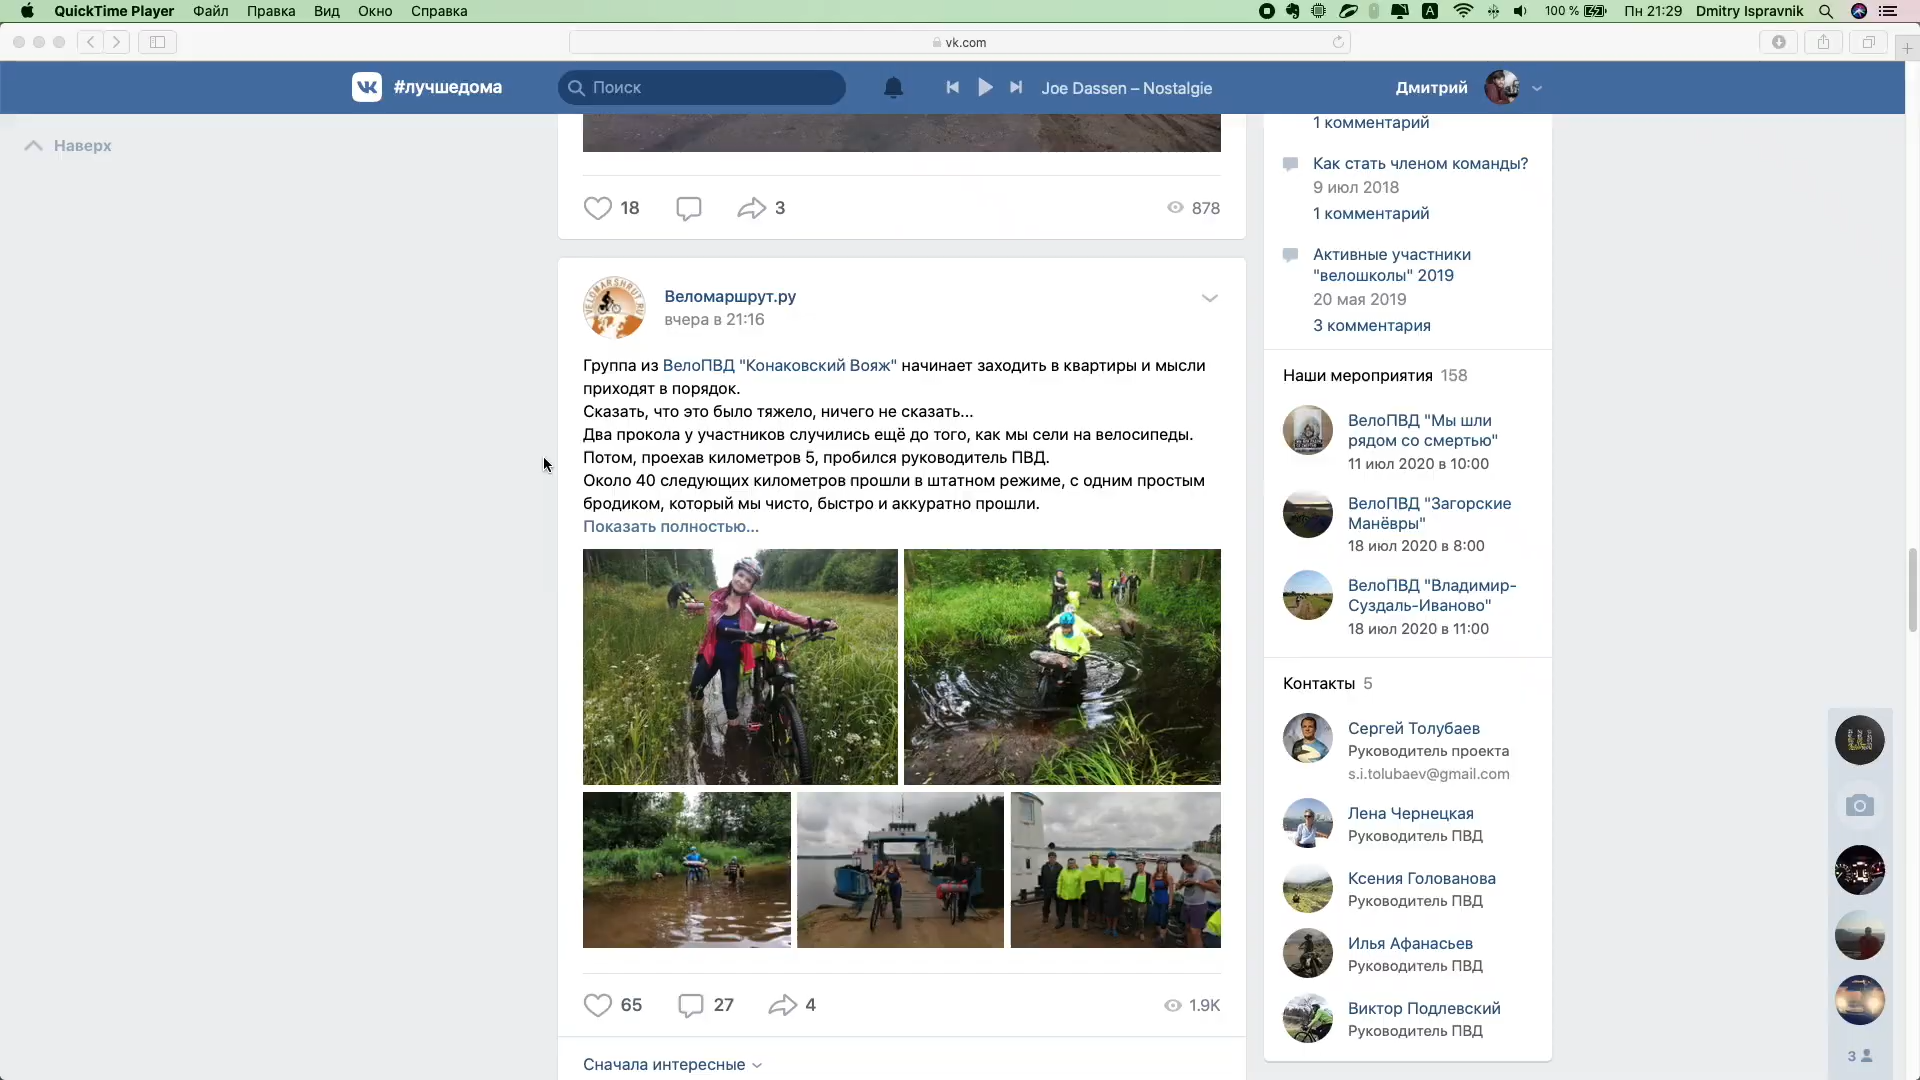 QuickTime Player Файл Правка Вид Окно Справка
A 100 % Пн 21:29 Dmitry Ispravnik
vk.com
#лучшедома
Поиск
Joe Dassen – Nostalgie
Дмитрий
Наверх
18 3 878
Веломаршрут.ру
вчера в 21:16
Группа из ВелоПВД "Конаковский Вояж" начинает заходить в квартиры и мысли
приходят в порядок.
Сказать, что это было тяжело, ничего не сказать...
Два прокола у участников случились ещё до того, как мы сели на велосипеды.
Потом, проехав километров 5, пробился руководитель ПВД.
Около 40 следующих километров прошли в штатном режиме, с одним простым
бродиком, который мы чисто, быстро и аккуратно прошли.
Показать полностью...
65 27 4 1.9K
Сначала интересные
1 комментарий
Как стать членом команды?
9 июл 2018
1 комментарий
Активные участники
"велошколы" 2019
20 мая 2019
3 комментария
Наши мероприятия 158
ВелоПВД "Мы шли
рядом со смертью"
11 июл 2020 в 10:00
ВелоПВД "Загорские
Манёвры"
18 июл 2020 в 8:00
ВелоПВД "Владимир-
Суздаль-Иваново"
18 июл 2020 в 11:00
Контакты 5
Сергей Толубаев
Руководитель проекта
s.i.tolubaev@gmail.com
Лена Чернецкая
Руководитель ПВД
Ксения Голованова
Руководитель ПВД
Илья Афанасьев
Руководитель ПВД
Виктор Подлевский
Руководитель ПВД
3